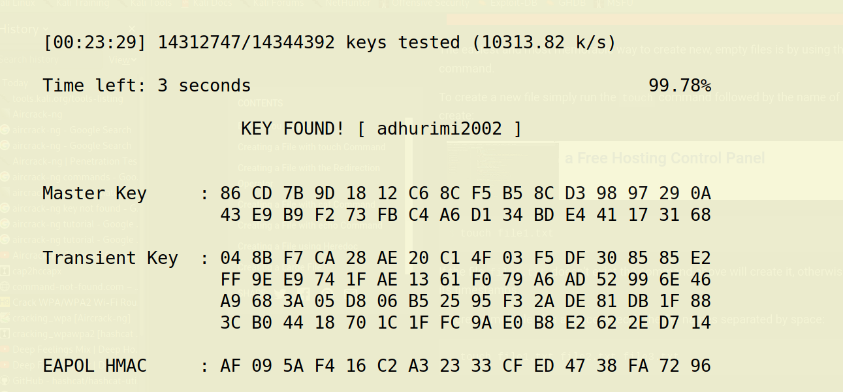 [00:23:29] 14312747/14344392 keys tested (10313.82 k/s)
Time left: 3 seconds 99.78%
KEY FOUND! [ adhurimi2002 ]
a Free Hosting Control Panel
Master Key : 86 CD 7B 9D 18 12 C6 8C F5 B5 8C D3 98 97 29 0A
43 E9 B9 F2 73 FB C4 A6 D1 34 BD E4 41 17 31 68
Transient Key : 04 8B F7 CA 28 AE 20 C1 4F 03 F5 DF 30 85 85 E2
FF 9E E9 74 1F AE 13 61 F0 79 A6 AD 52 99 6E 46
A9 68 3A 05 D8 06 B5 25 95 F3 2A DE 81 DB 1F 88
3C B0 44 18 70 1C 1F FC 9A E0 B8 E2 62 2E D7 14
EAPOL HMAC : AF 09 5A F4 16 C2 A3 23 33 CF ED 47 38 FA 72 96